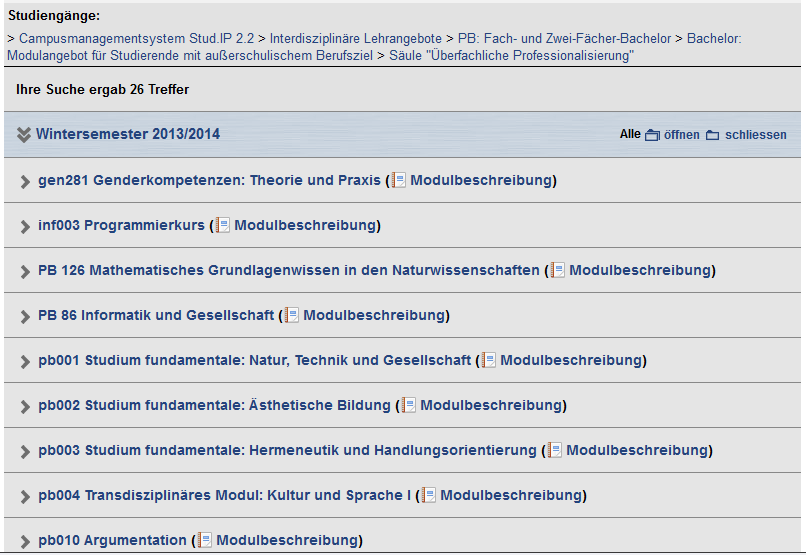 Studiengänge:
> Campusmanagementsystem Stud.IP 2.2 > Interdisziplinäre Lehrangebote > PB: Fach- und Zwei-Fächer-Bachelor > Bachelor:
Modulangebot für Studierende mit außerschulischem Berufsziel > Säule "Überfachliche Professionalisierung"
Ihre Suche ergab 26 Treffer
Wintersemester 2013/2014 Alle öffnen schliessen
gen281 Genderkompetenzen: Theorie und Praxis (Modulbeschreibung)
inf003 Programmierkurs (Modulbeschreibung)
PB 126 Mathematisches Grundlagenwissen in den Naturwissenschaften (Modulbeschreibung)
PB 86 Informatik und Gesellschaft (Modulbeschreibung)
pb001 Studium fundamentale: Natur, Technik und Gesellschaft (Modulbeschreibung)
pb002 Studium fundamentale: Ästhetische Bildung (Modulbeschreibung)
pb003 Studium fundamentale: Hermeneutik und Handlungsorientierung (Modulbeschreibung)
pb004 Transdisziplinäres Modul: Kultur und Sprache I (Modulbeschreibung)
pb010 Argumentation (Modulbeschreibung)